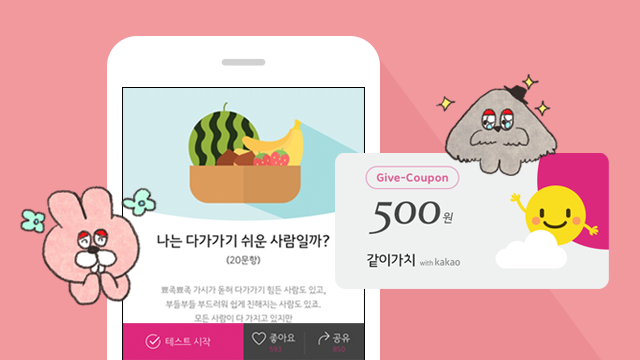 나는 다가가기 쉬운 사람일까?
(20문항)
뾰족뾰족 가시가 돋혀 다가가기 힘든 사람도 있고,
부들부들 부드러워 쉽게 친해지는 사람도 있죠.
모든 사람이 다 가지고 있지만
테스트 시작
좋아요
공유
Give-Coupon
500원
같이가치 with kakao